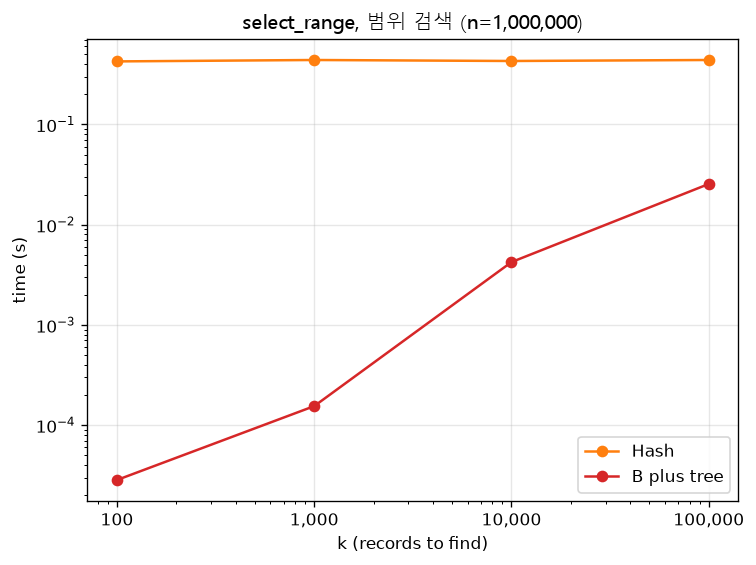 select_range, 범위 검색 (n=1,000,000)
time (s)
10⁻¹
10⁻²
10⁻³
10⁻⁴
100
1,000
10,000
100,000
k (records to find)
Hash
B plus tree